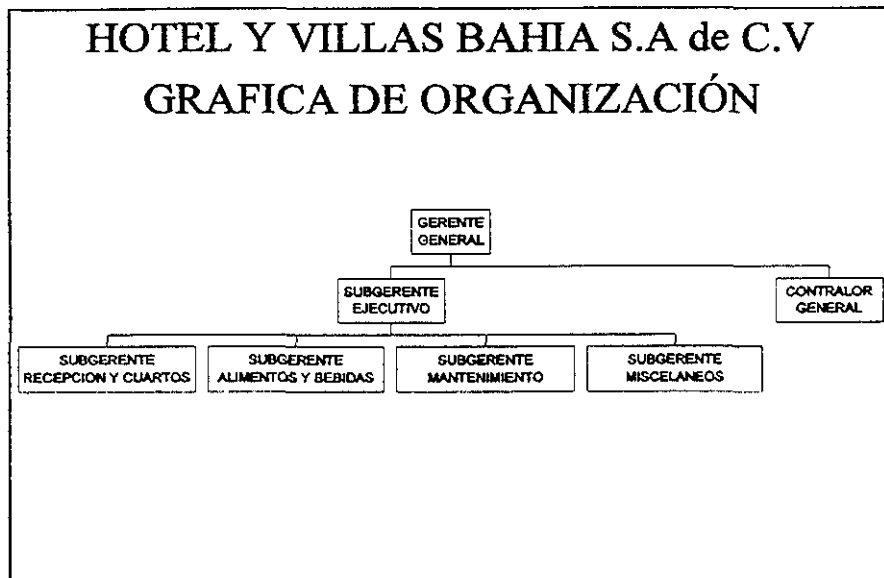 HOTEL Y VILLAS BAHIA S.A de C.V
GRAFICA DE ORGANIZACIÓN
GERENTE
GENERAL
SUBGERENTE
EJECUTIVO
CONTRALOR
GENERAL
SUBGERENTE
RECEPCION Y CUARTOS
SUBGERENTE
ALIMENTOS Y BEBIDAS
SUBGERENTE
MANTENIMIENTO
SUBGERENTE
MISCELANEOS